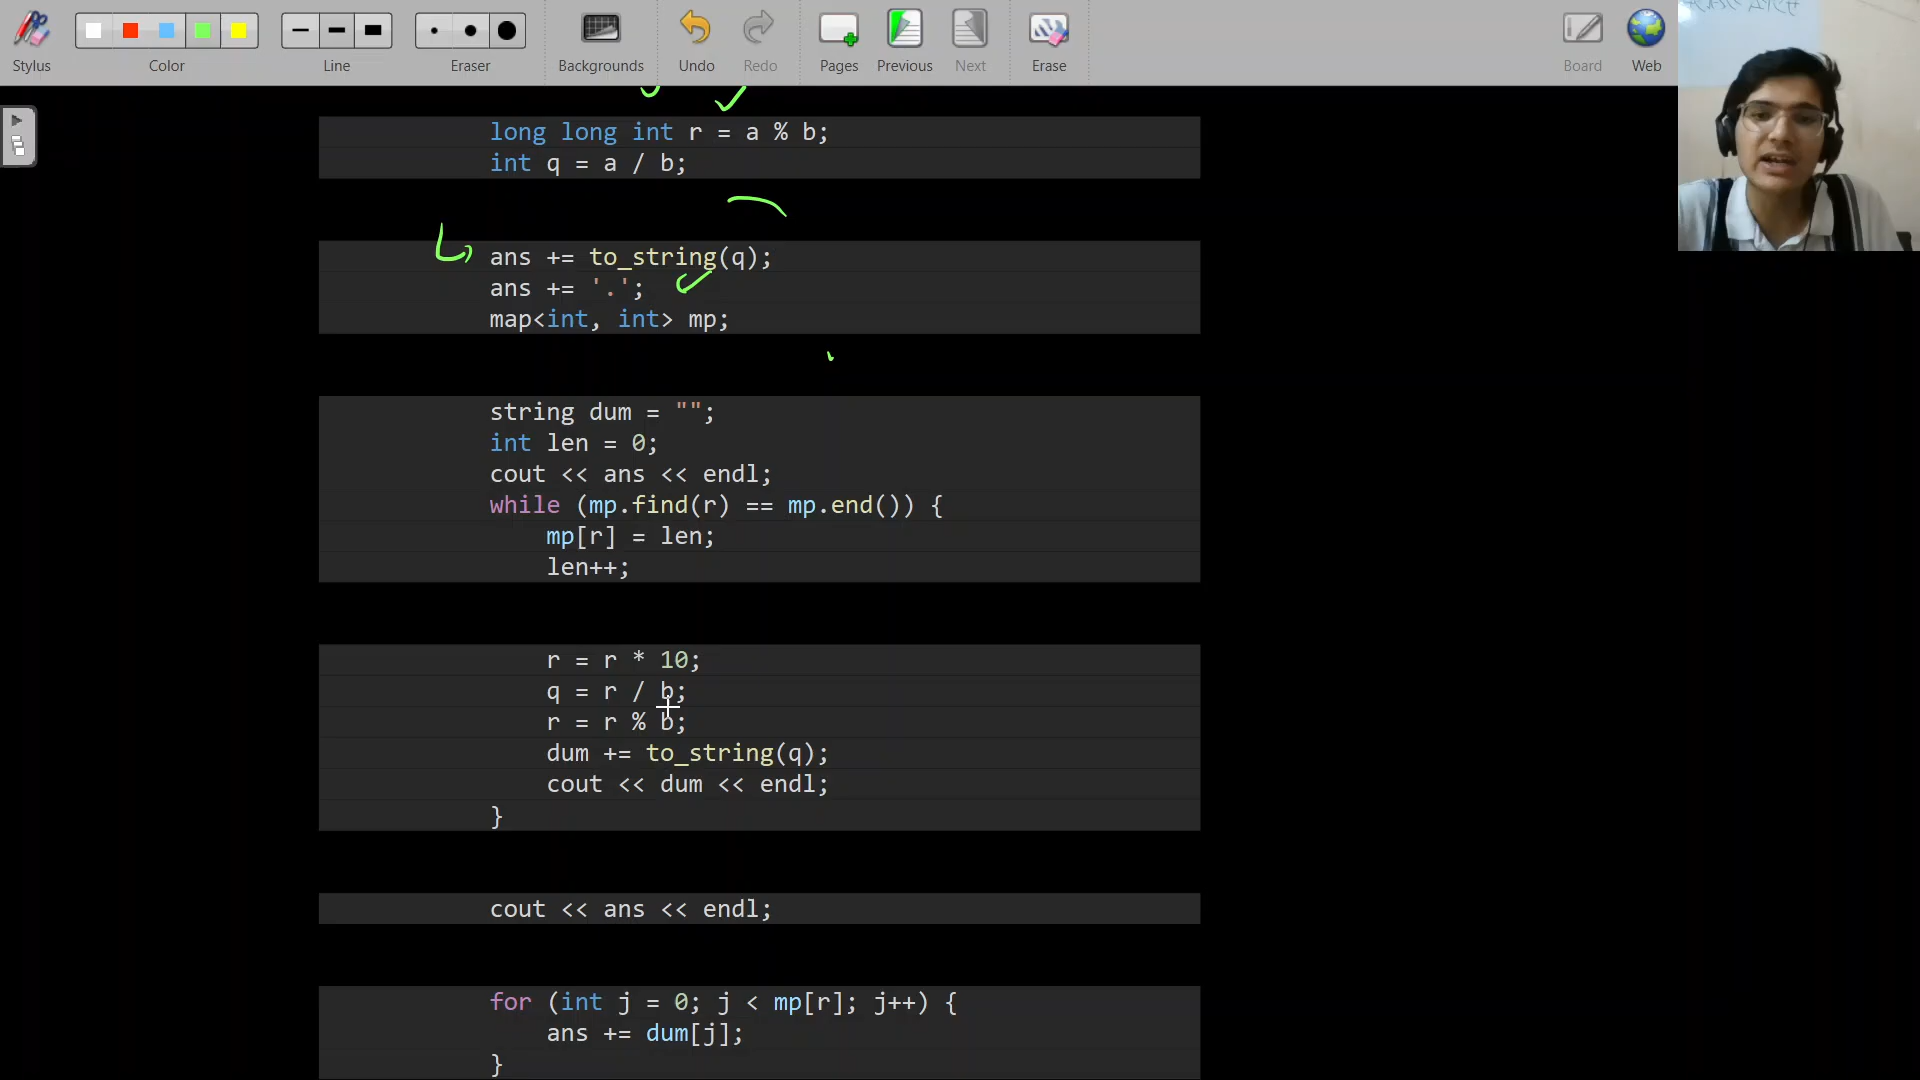 Stylus
Color
Line
Eraser
Backgrounds
Undo
Redo
Pages
Previous
Next
Erase
Board
Web
long long int r = a % b;
int q = a / b;
ans += to_string(q);
ans += '.';
map<int, int> mp;
string dum = "";
int len = 0;
cout << ans << endl;
while (mp.find(r) == mp.end()) {
mp[r] = len;
len++;
r = r * 10;
q = r / b;
r = r % b;
dum += to_string(q);
cout << dum << endl;
}
cout << ans << endl;
for (int j = 0; j < mp[r]; j++) {
ans += dum[j];
}